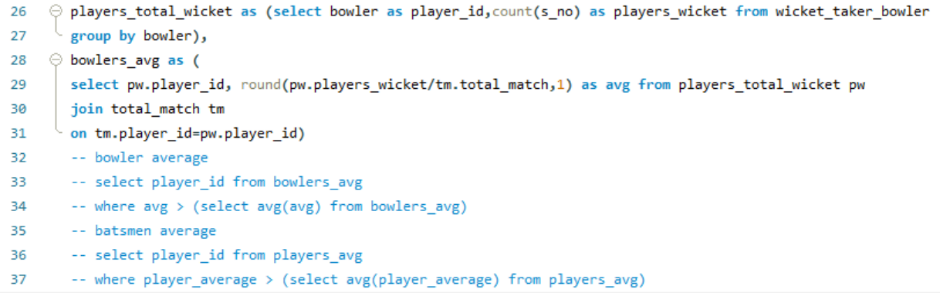 26 players_total_wicket as (select bowler as player_id,count(s_no) as players_wicket from wicket_taker_bowler
27 group by bowler),
28 bowlers_avg as (
29 select pw.player_id, round(pw.players_wicket/tm.total_match,1) as avg from players_total_wicket pw
30 join total_match tm
31 on tm.player_id=pw.player_id)
32 -- bowler average
33 -- select player_id from bowlers_avg
34 -- where avg > (select avg(avg) from bowlers_avg)
35 -- batsmen average
36 -- select player_id from players_avg
37 -- where player_average > (select avg(player_average) from players_avg)